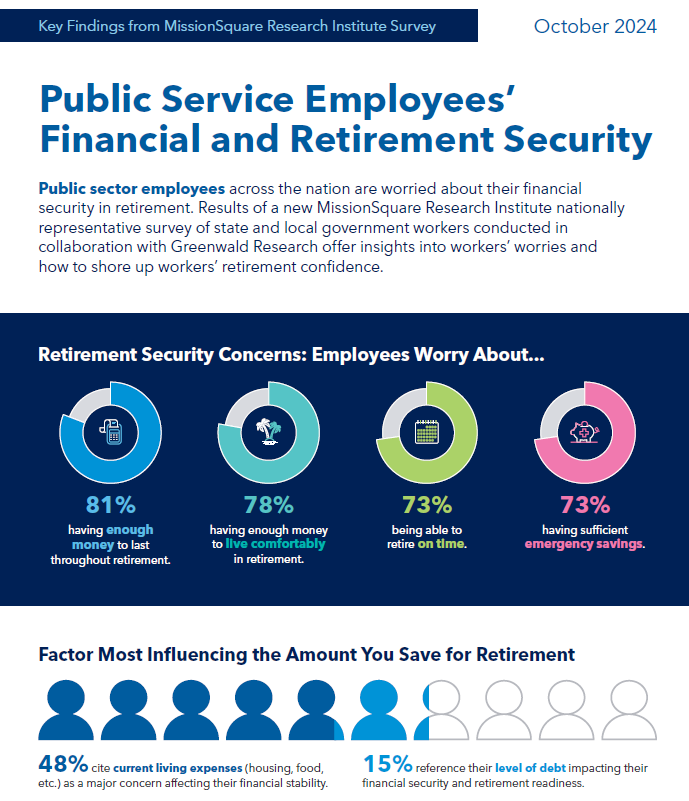 Key Findings from MissionSquare Research Institute Survey
October 2024
Public Service Employees’
Financial and Retirement Security
Public sector employees across the nation are worried about their financial
security in retirement. Results of a new MissionSquare Research Institute nationally
representative survey of state and local government workers conducted in
collaboration with Greenwald Research offer insights into workers’ worries and
how to shore up workers’ retirement confidence.
Retirement Security Concerns: Employees Worry About...
81%
having enough
money to last
throughout retirement.
78%
having enough money
to live comfortably
in retirement.
73%
being able to
retire on time.
73%
having sufficient
emergency savings.
Factor Most Influencing the Amount You Save for Retirement
48% cite current living expenses (housing, food,
etc.) as a major concern affecting their financial stability.
15% reference their level of debt impacting their
financial security and retirement readiness.